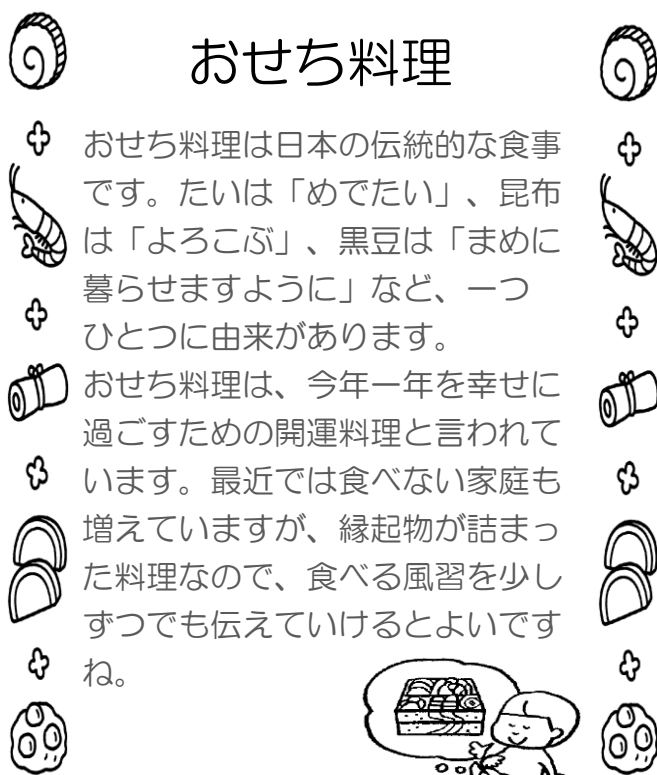 おせち料理
おせち料理は日本の伝統的な食事
です。たいは「めでたい」、昆布
は「よろこぶ」、黒豆は「まめに
暮らせますように」など、一つ
ひとつに由来があります。
おせち料理は、今年一年を幸せに
過ごすための開運料理と言われて
います。最近では食べない家庭も
増えていますが、縁起物が詰まっ
た料理なので、食べる風習を少し
ずつでも伝えていけるとよいです
ね。